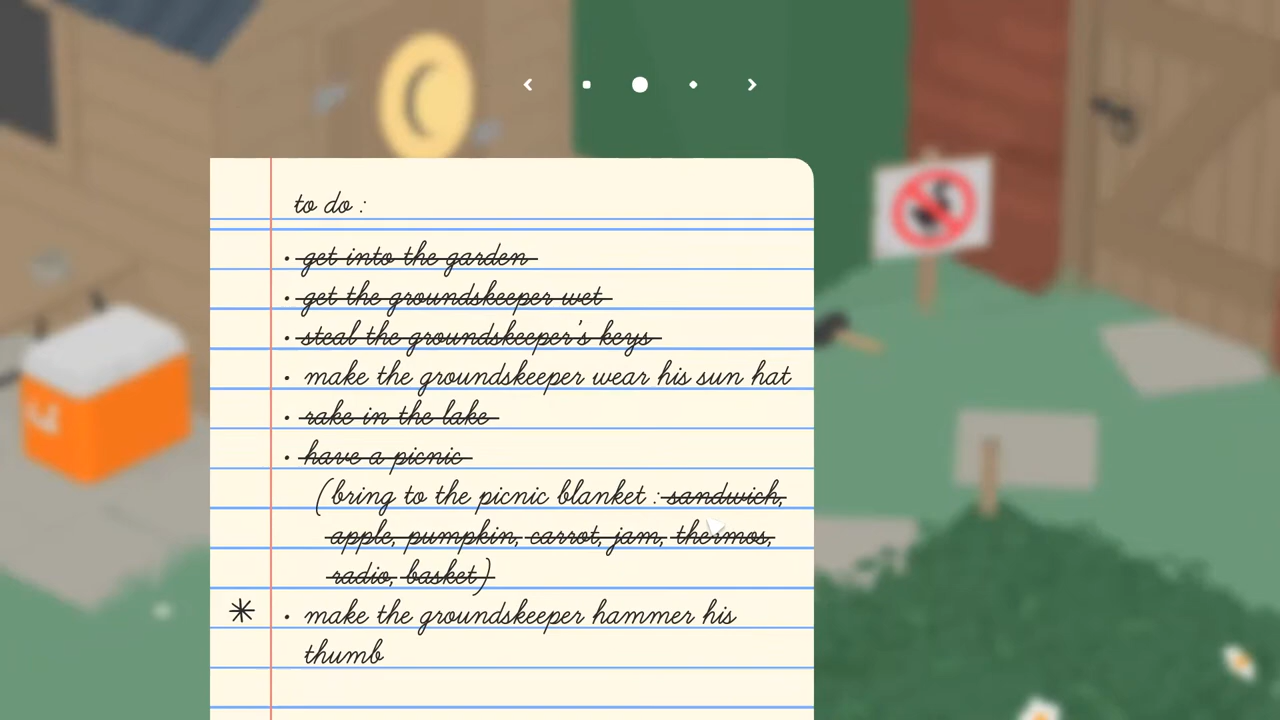 to do :
• get into the garden
• get the groundskeeper wet
• steal the groundskeeper's keys
• make the groundskeeper wear his sun hat
• rake in the lake
• have a picnic
(bring to the picnic blanket : sandwich,
apple, pumpkin, carrot, jam, thermos,
radio, basket)
• make the groundskeeper hammer his
thumb